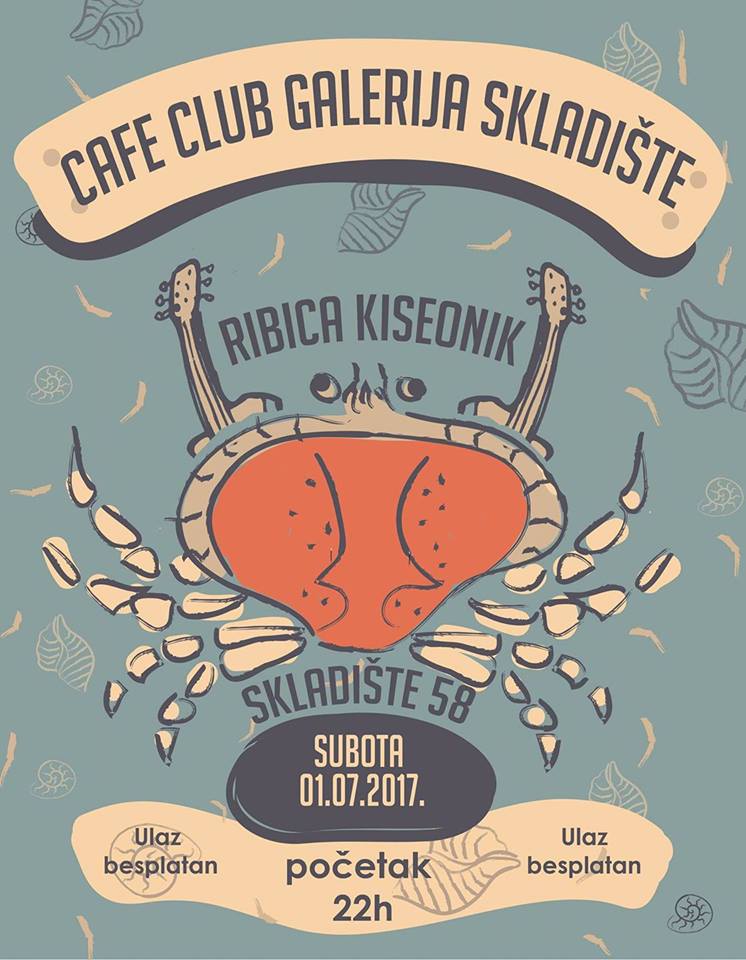 CAFE CLUB GALERIJA SKLADIŠTE
RIBICA KISEONIK
SKLADIŠTE 58
SUBOTA
01.07.2017.
Ulaz
besplatan
početak
22h
Ulaz
besplatan